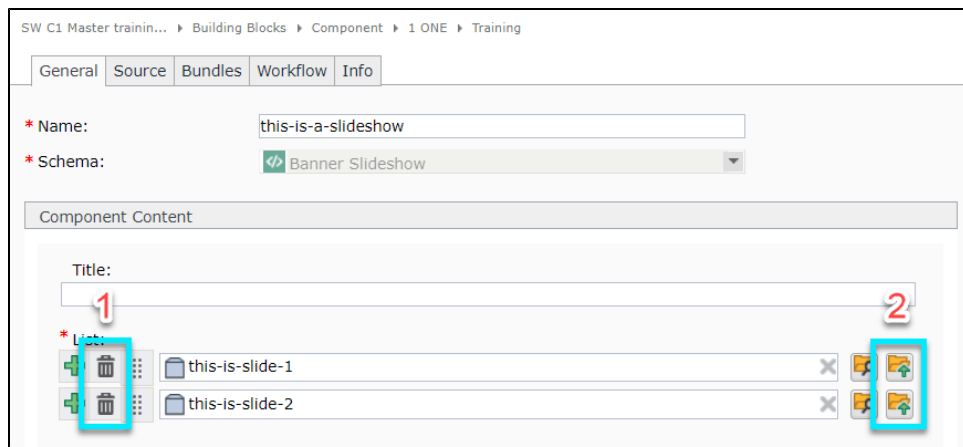 SW C1 Master trainin... ▸ Building Blocks ▸ Component ▸ 1 ONE ▸ Training
General Source Bundles Workflow Info
* Name: this-is-a-slideshow
* Schema: Banner Slideshow
Component Content
Title:
1 2
* List:
this-is-slide-1
this-is-slide-2